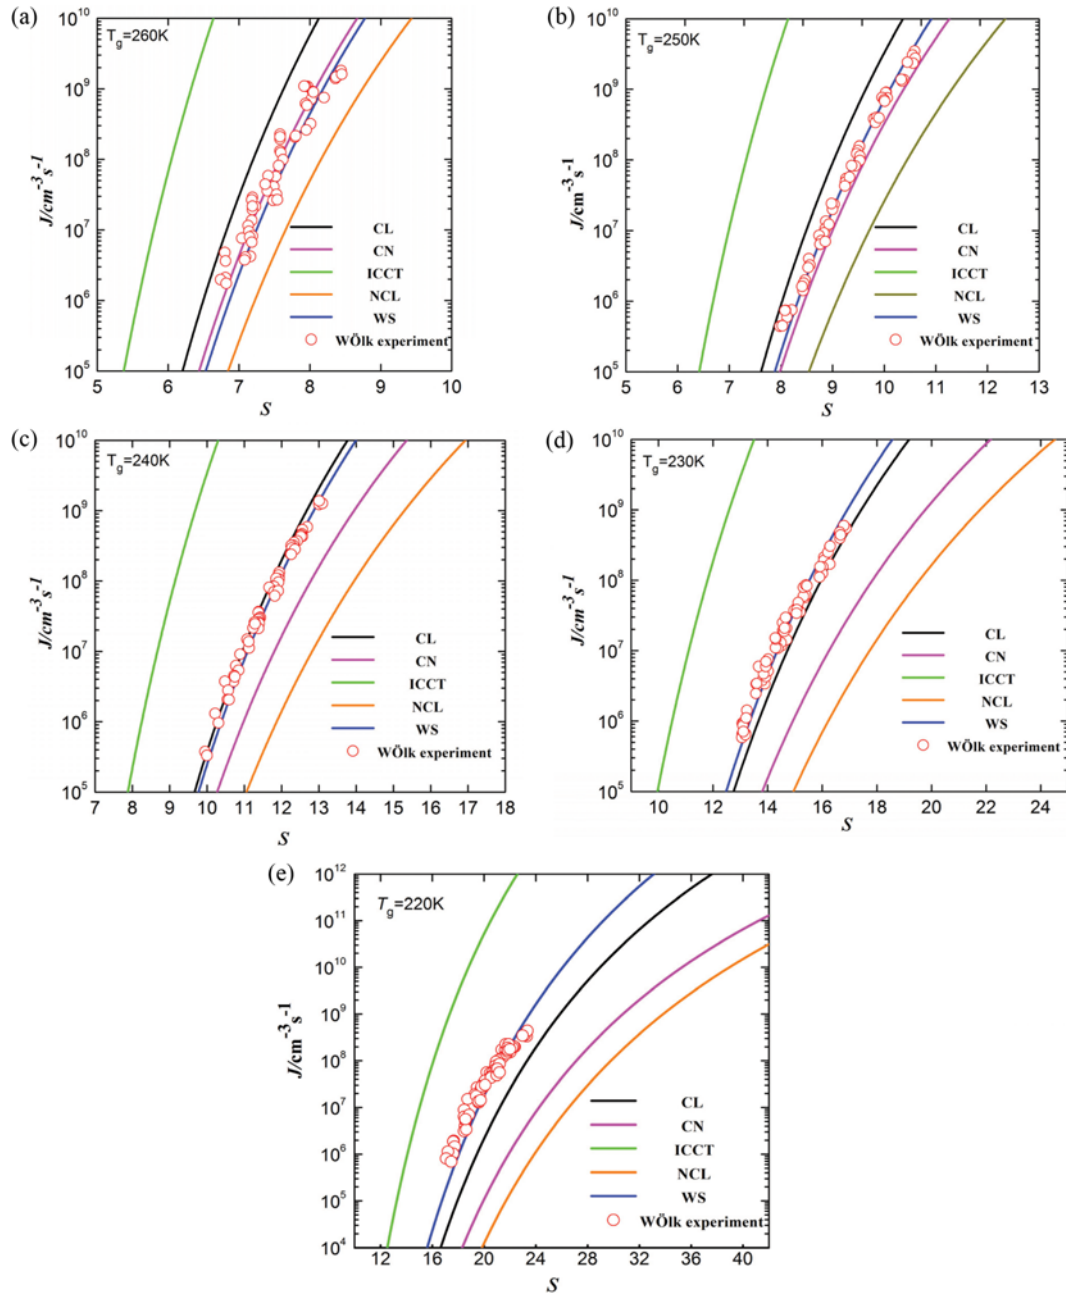 (a)
T_g=260K
10^10
10^9
10^8
10^7
10^6
10^5
J/cm^-3s^-1
CL
CN
ICCT
NCL
WS
WÖlk experiment
5 6 7 8 9 10
S
(b)
T_g=250K
10^10
10^9
10^8
10^7
10^6
10^5
J/cm^-3s^-1
CL
CN
ICCT
NCL
WS
WÖlk experiment
5 6 7 8 9 10 11 12 13
S
(c)
T_g=240K
10^10
10^9
10^8
10^7
10^6
10^5
J/cm^-3s^-1
CL
CN
ICCT
NCL
WS
WÖlk experiment
7 8 9 10 11 12 13 14 15 16 17 18
S
(d)
T_g=230K
10^10
10^9
10^8
10^7
10^6
10^5
J/cm^-3s^-1
CL
CN
ICCT
NCL
WS
WÖlk experiment
10 12 14 16 18 20 22 24
S
(e)
T_g=220K
10^12
10^11
10^10
10^9
10^8
10^7
10^6
10^5
10^4
J/cm^-3s^-1
CL
CN
ICCT
NCL
WS
WÖlk experiment
12 16 20 24 28 32 36 40
S